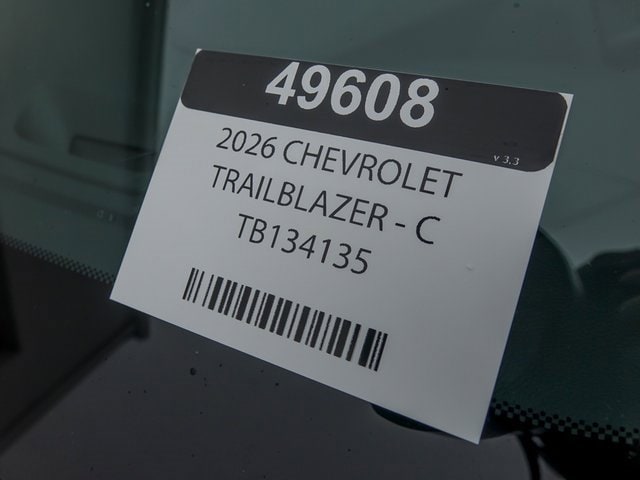 49608
v 3.3
2026 CHEVROLET
TRAILBLAZER - C
TB134135